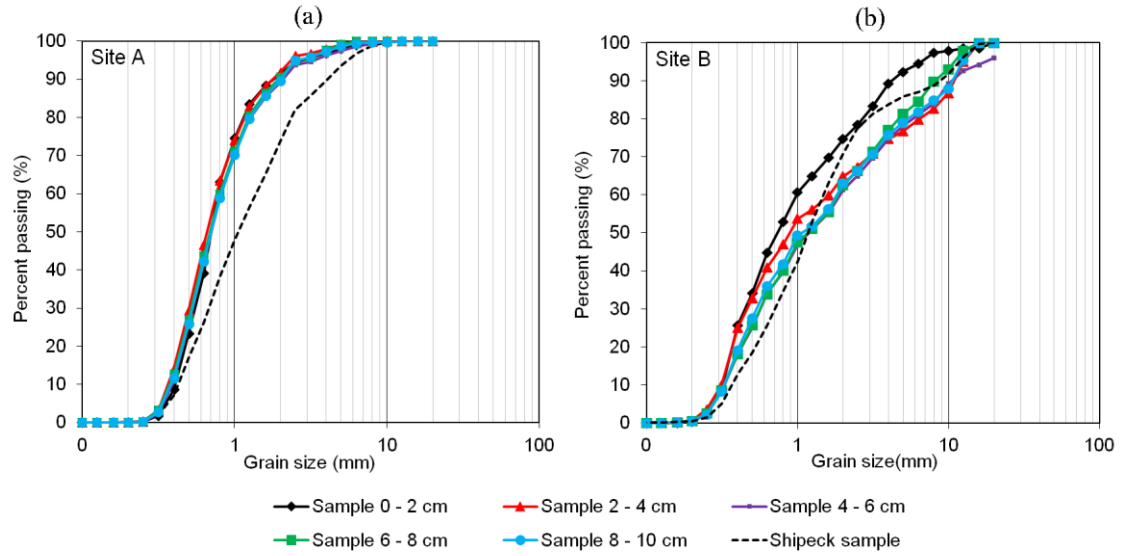 (a)
(b)
Site A
Site B
Percent passing (%)
100
90
80
70
60
50
40
30
20
10
0
0
1
10
100
Grain size (mm)
Percent passing (%)
100
90
80
70
60
50
40
30
20
10
0
0
1
10
100
Grain size(mm)
Sample 0 - 2 cm
Sample 2 - 4 cm
Sample 4 - 6 cm
Sample 6 - 8 cm
Sample 8 - 10 cm
Shipeck sample